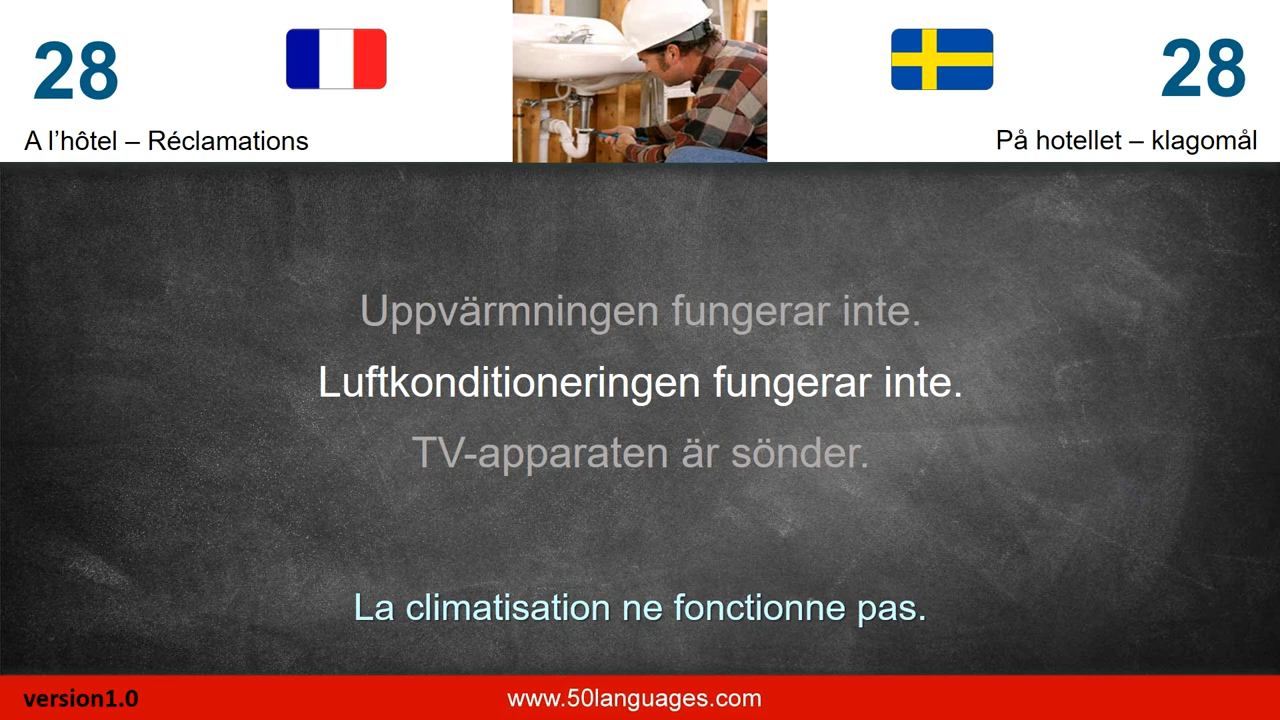 28
28
A l’hôtel – Réclamations
På hotellet – klagomål
Uppvärmningen fungerar inte.
Luftkonditioneringen fungerar inte.
TV-apparaten är sönder.
La climatisation ne fonctionne pas.
version1.0
www.50languages.com